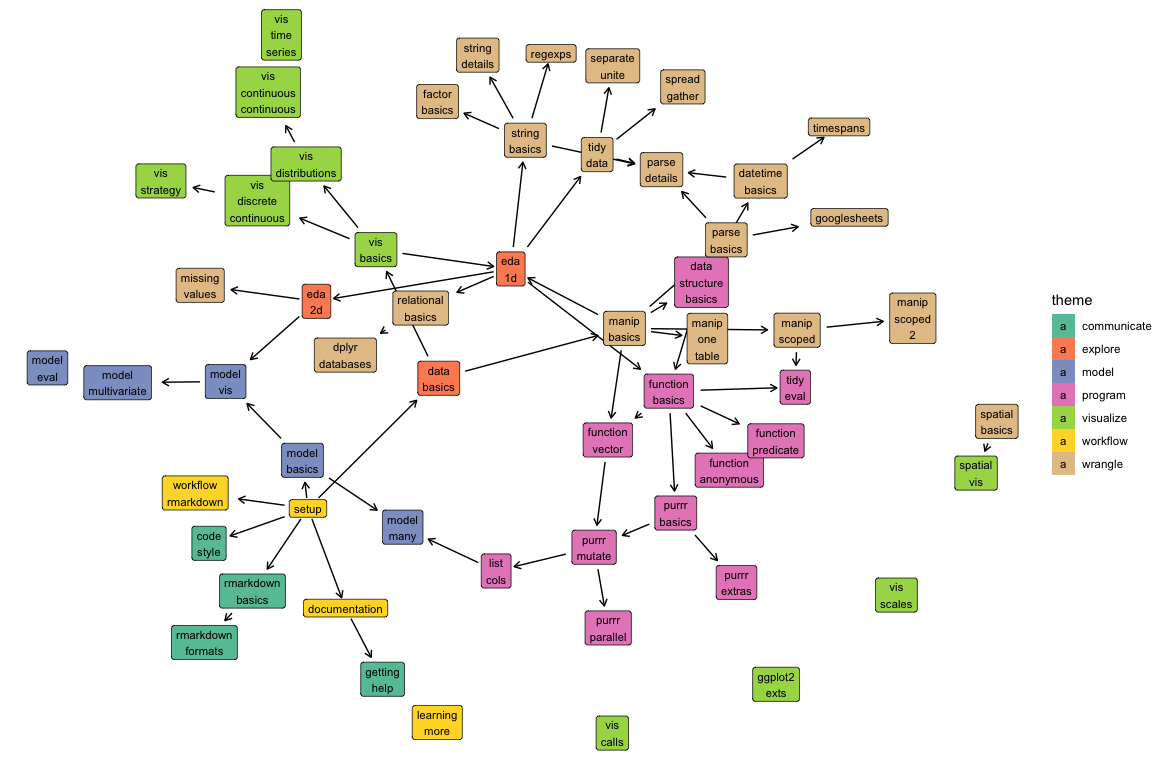 vis
time
series
vis
continuous
continuous
string
details
regexps
separate
unite
spread
gather
factor
basics
string
basics
tidy
data
timespans
vis
distributions
parse
details
datetime
basics
vis
strategy
vis
discrete
continuous
googlesheets
vis
basics
parse
basics
eda
1d
data
structure
basics
missing
values
eda
2d
relational
basics
manip
basics
manip
one
table
manip
scoped
manip
scoped
2
dplyr
databases
model
eval
model
multivariate
model
vis
data
basics
function
basics
tidy
eval
spatial
basics
function
vector
function
predicate
model
basics
function
anonymous
spatial
vis
workflow
rmarkdown
setup
purrr
basics
model
many
code
style
purrr
mutate
list
cols
purrr
extras
rmarkdown
basics
vis
scales
documentation
purrr
parallel
rmarkdown
formats
getting
help
ggplot2
exts
learning
more
vis
calls
theme
a communicate
a explore
a model
a program
a visualize
a workflow
a wrangle